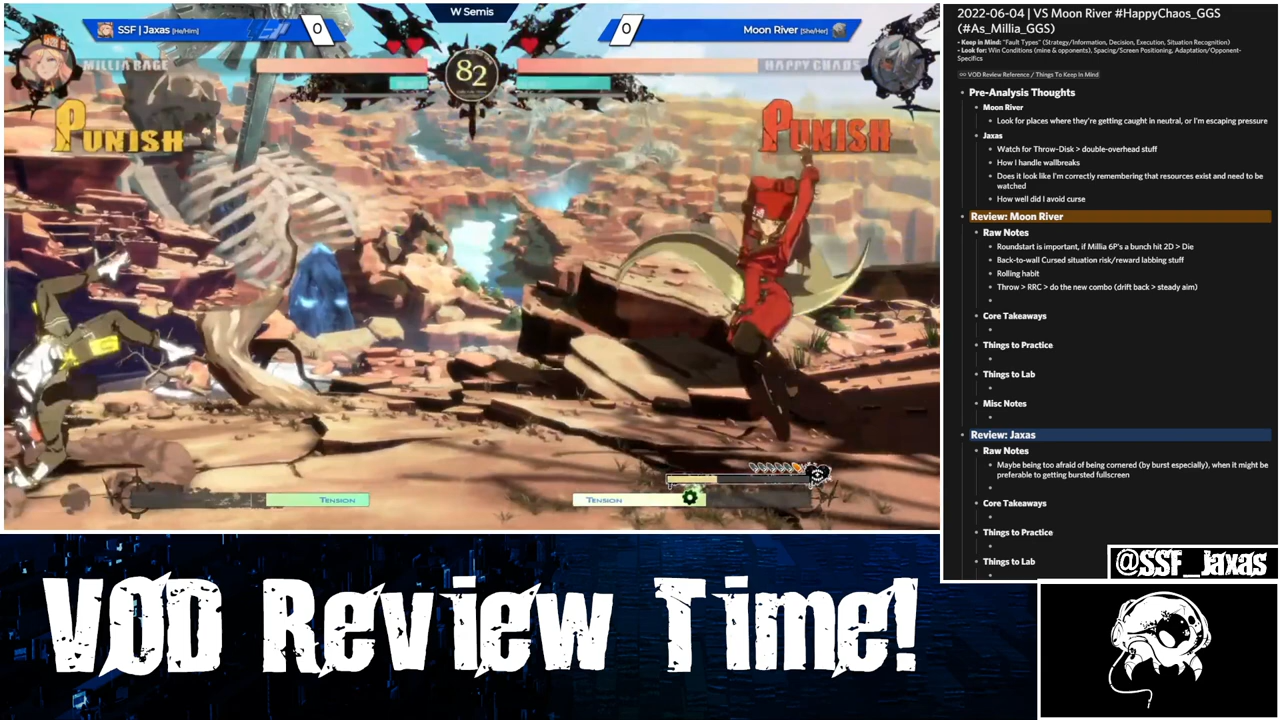 W Semis
SSF | Jaxas [He/Him]
0
0
Moon River [She/Her]
MILLIA RAGE
82
HAPPY CHAOS
PUNISH
PUNISH
TENSION
TENSION
2022-06-04 | VS Moon River #HappyChaos_GGS
(#As_Millia_GGS)
• Keep in Mind: "Fault Types" (Strategy/Information, Decision, Execution, Situation Recognition)
• Look for: Win Conditions (mine & opponents), Spacing/Screen Positioning, Adaptation/Opponent-
Specifics
VOD Review Reference / Things To Keep In Mind
Pre-Analysis Thoughts
Moon River
Look for places where they're getting caught in neutral, or I'm escaping pressure
Jaxas
Watch for Throw-Disk > double-overhead stuff
How I handle wallbreaks
Does it look like I'm correctly remembering that resources exist and need to be
watched
How well did I avoid curse
Review: Moon River
Raw Notes
Roundstart is important, if Millia 6P's a bunch hit 2D > Die
Back-to-wall Cursed situation risk/reward labbing stuff
Rolling habit
Throw > RRC > do the new combo (drift back > steady aim)
Core Takeaways
Things to Practice
Things to Lab
Misc Notes
Review: Jaxas
Raw Notes
Maybe being too afraid of being cornered (by burst especially), when it might be
preferable to getting bursted fullscreen
Core Takeaways
Things to Practice
Things to Lab
@SSF_Jaxas
VOD Review Time!